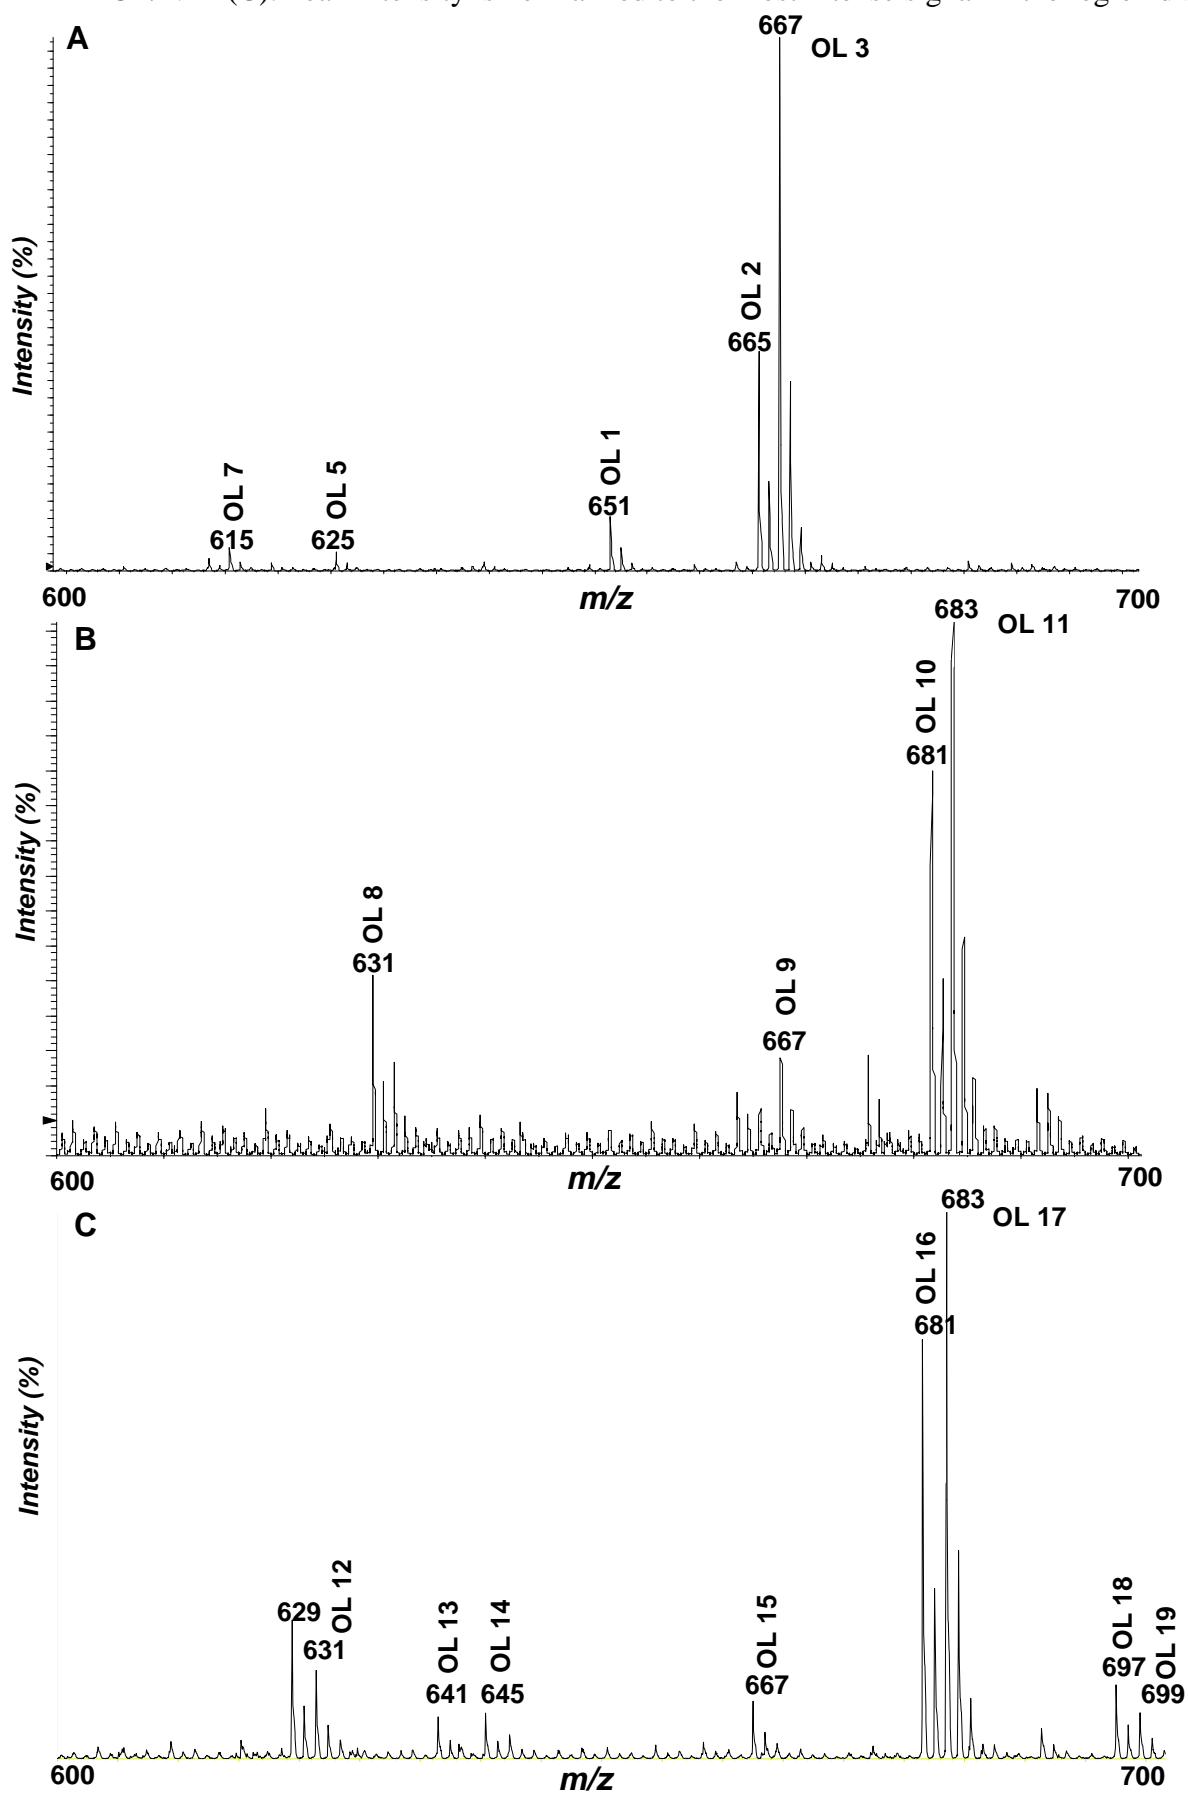 A
667
OL 3
Intensity (%)
OL 2
665
OL 7
615
OL 5
625
OL 1
651
600
m/z
700
B
683
OL 11
OL 10
681
Intensity (%)
OL 8
631
OL 9
667
600
m/z
700
C
683
OL 17
OL 16
681
Intensity (%)
629
OL 12
631
OL 13
641
OL 14
645
OL 15
667
OL 18
697
OL 19
699
600
m/z
700